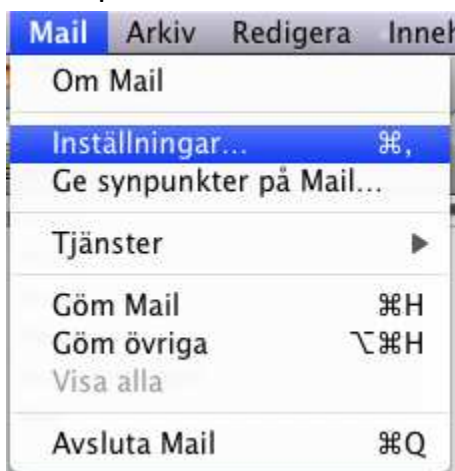 Mail Arkiv Redigera
Om Mail
Inställningar... ⌘,
Ge synpunkter på Mail...
Tjänster
Göm Mail ⌘H
Göm övriga ⌥⌘H
Visa alla
Avsluta Mail ⌘Q